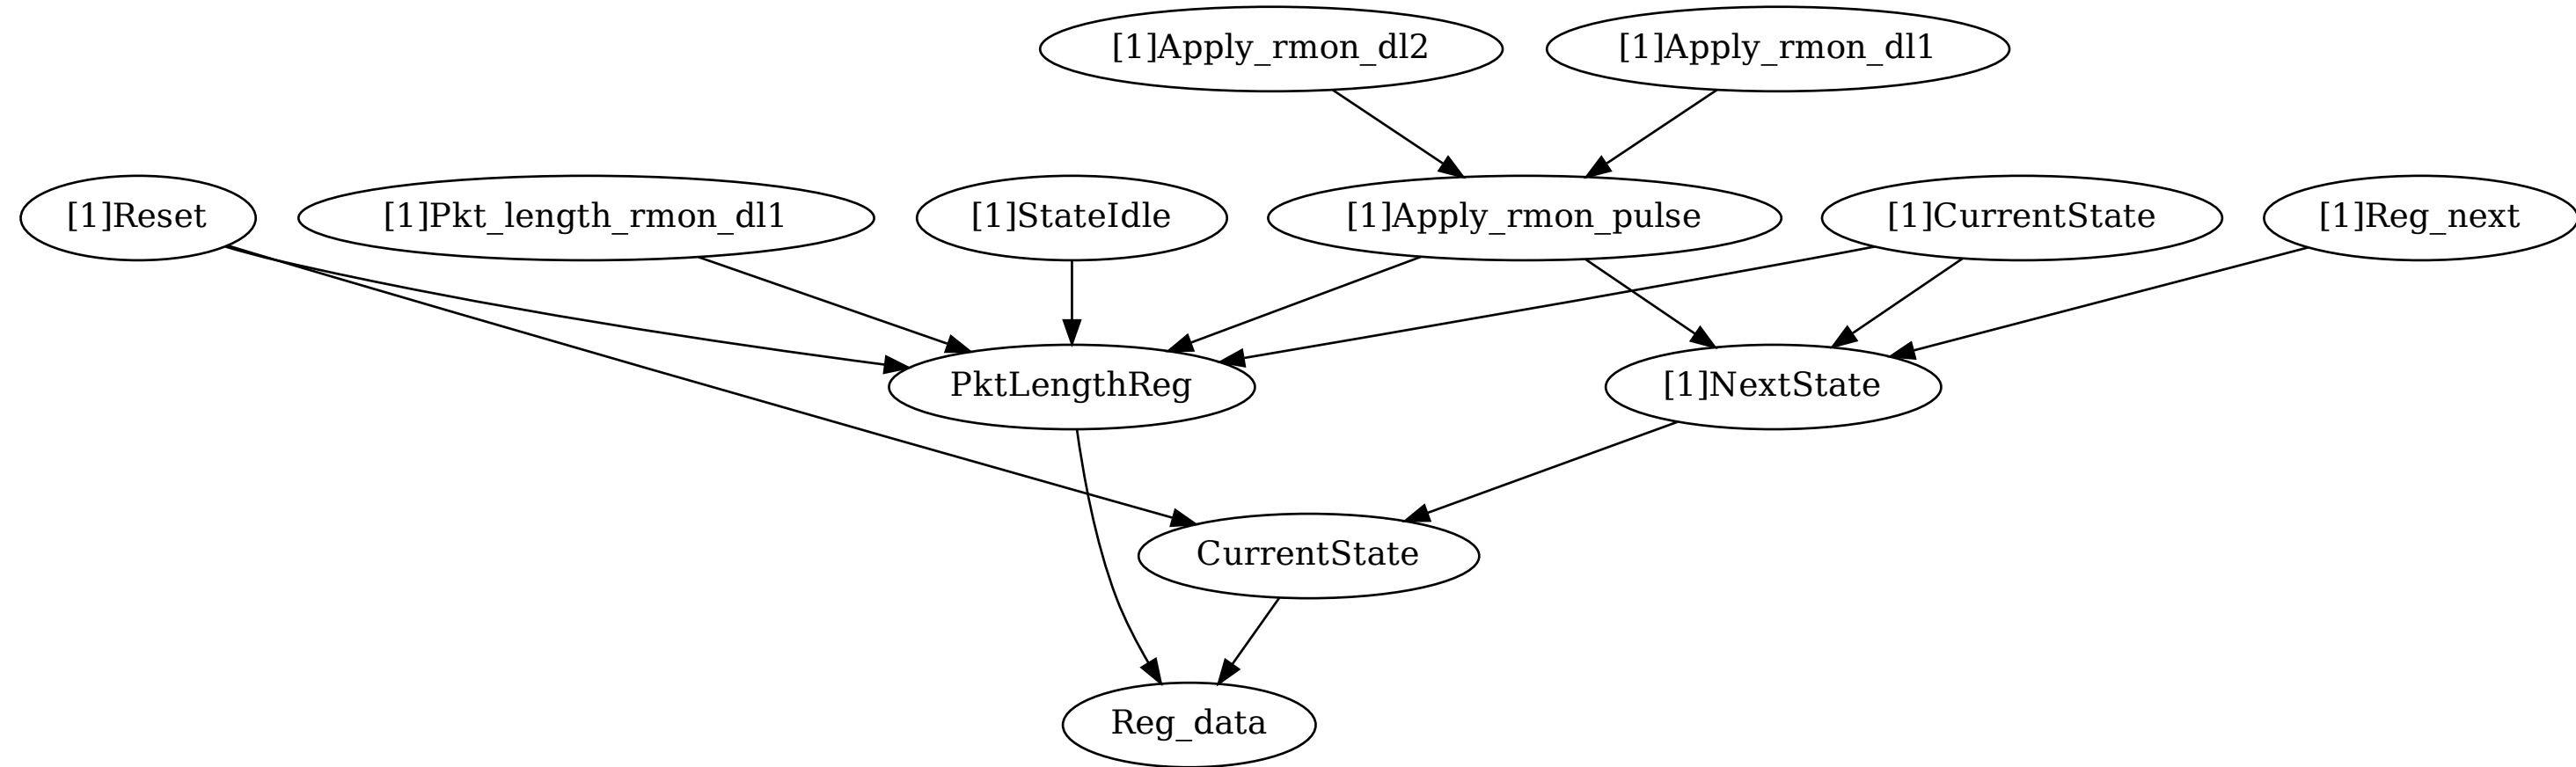 [1]Apply_rmon_dl2
[1]Apply_rmon_dl1
[1]Reset
[1]Pkt_length_rmon_dl1
[1]StateIdle
[1]Apply_rmon_pulse
[1]CurrentState
[1]Reg_next
PktLengthReg
[1]NextState
CurrentState
Reg_data